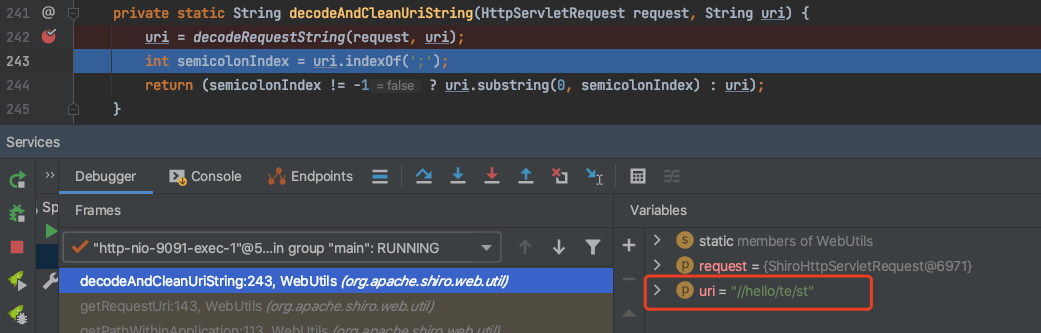 241 @ private static String decodeAndCleanUriString(HttpServletRequest request, String uri) {
242 uri = decodeRequestString(request, uri);
243 int semicolonIndex = uri.indexOf(';');
244 return (semicolonIndex != -1 = false ? uri.substring(0, semicolonIndex) : uri);
245 }
Services
>> Debugger Console Endpoints
Sp
Frames
Variables
"http-nio-9091-exec-1"@5...in group "main": RUNNING
static members of WebUtils
decodeAndCleanUriString:243, WebUtils (org.apache.shiro.web.util)
request = {ShiroHttpServletRequest@6971}
getRequestUri:143, WebUtils (org.apache.shiro.web.util)
uri = "//hello/te/st"
getPathWithinApplication:113, WebUtils (org.apache.shiro.web.util)